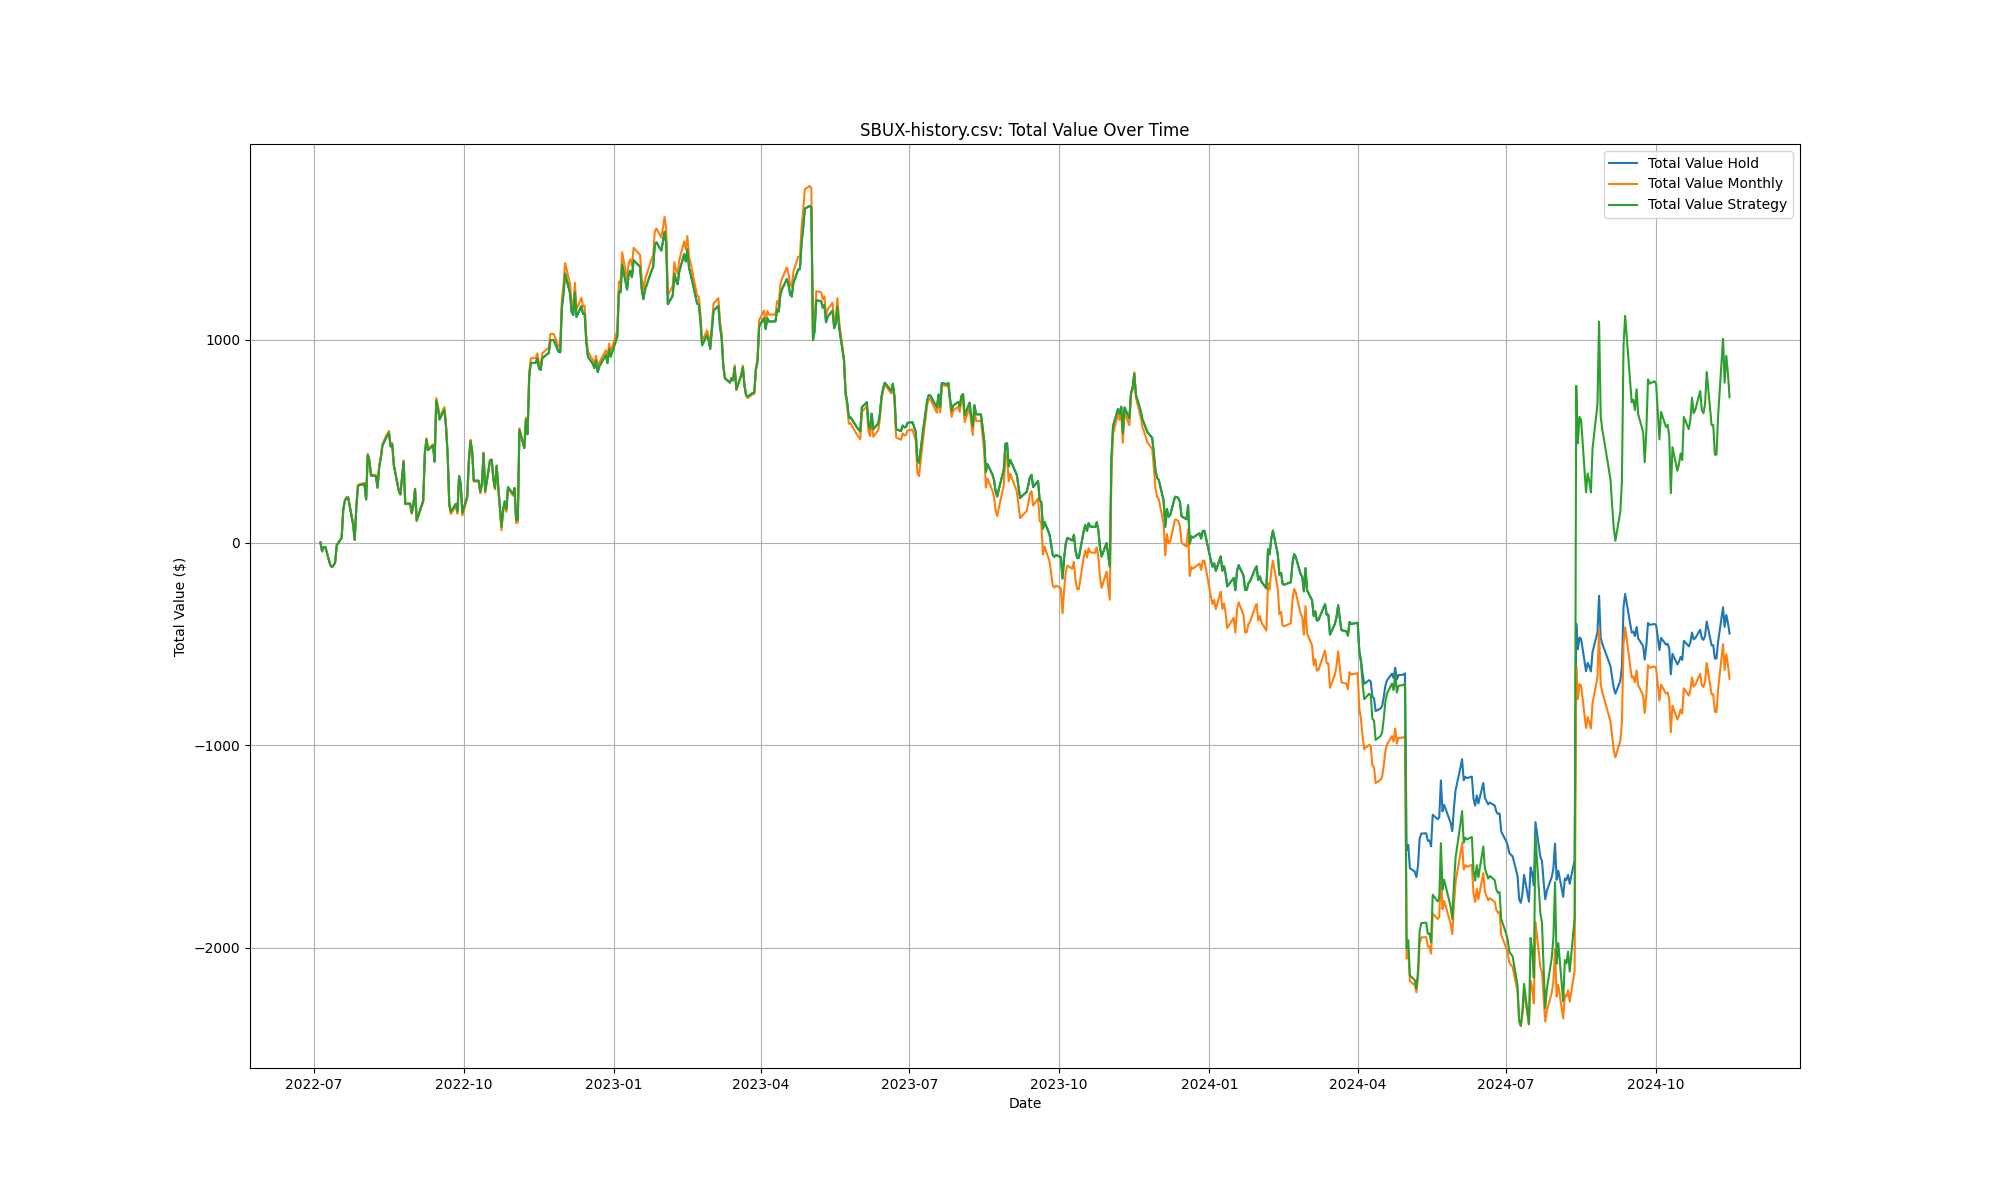 SBUX-history.csv: Total Value Over Time
Total Value Hold
Total Value Monthly
Total Value Strategy
Total Value ($)
1000
0
−1000
−2000
2022-07 2022-10 2023-01 2023-04 2023-07 2023-10 2024-01 2024-04 2024-07 2024-10
Date